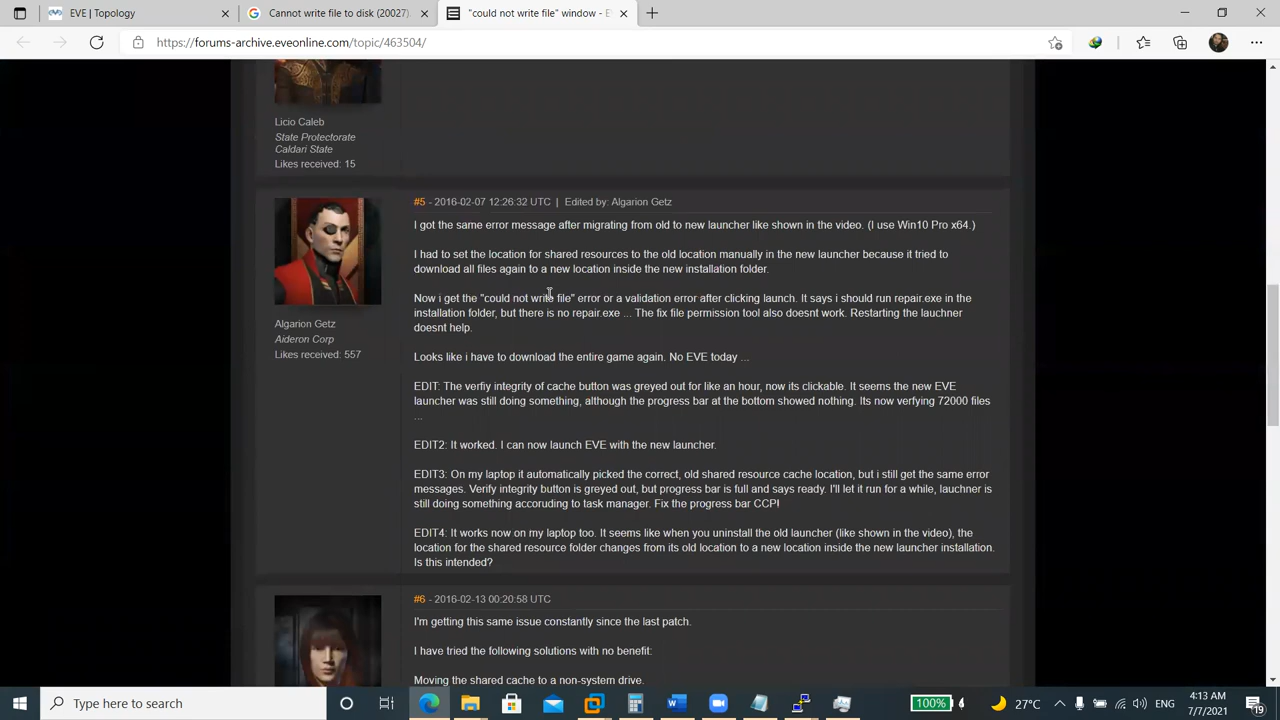 EVE | Topology
Cannot write file to disk (20027).
"could not write file" window - E
https://forums-archive.eveonline.com/topic/463504/
Licio Caleb
State Protectorate
Caldari State
Likes received: 15
#5 - 2016-02-07 12:26:32 UTC | Edited by: Algarion Getz
I got the same error message after migrating from old to new launcher like shown in the video. (I use Win10 Pro x64.)
I had to set the location for shared resources to the old location manually in the new launcher because it tried to
download all files again to a new location inside the new installation folder.
Now i get the "could not write file" error or a validation error after clicking launch. It says i should run repair.exe in the
installation folder, but there is no repair.exe ... The fix file permission tool also doesnt work. Restarting the lauchner
doesnt help.
Looks like i have to download the entire game again. No EVE today ...
EDIT: The verfiy integrity of cache button was greyed out for like an hour, now its clickable. It seems the new EVE
launcher was still doing something, although the progress bar at the bottom showed nothing. Its now verfying 72000 files
...
EDIT2: It worked. I can now launch EVE with the new launcher.
EDIT3: On my laptop it automatically picked the correct, old shared resource cache location, but i still get the same error
messages. Verify integrity button is greyed out, but progress bar is full and says ready. I'll let it run for a while, lauchner is
still doing something accoruding to task manager. Fix the progress bar CCP!
EDIT4: It works now on my laptop too. It seems like when you uninstall the old launcher (like shown in the video), the
location for the shared resource folder changes from its old location to a new location inside the new launcher installation.
Is this intended?
Algarion Getz
Aideron Corp
Likes received: 557
#6 - 2016-02-13 00:20:58 UTC
I'm getting this same issue constantly since the last patch.
I have tried the following solutions with no benefit:
Moving the shared cache to a non-system drive.
Type here to search
100%
27°C
ENG
4:13 AM
7/7/2021
19